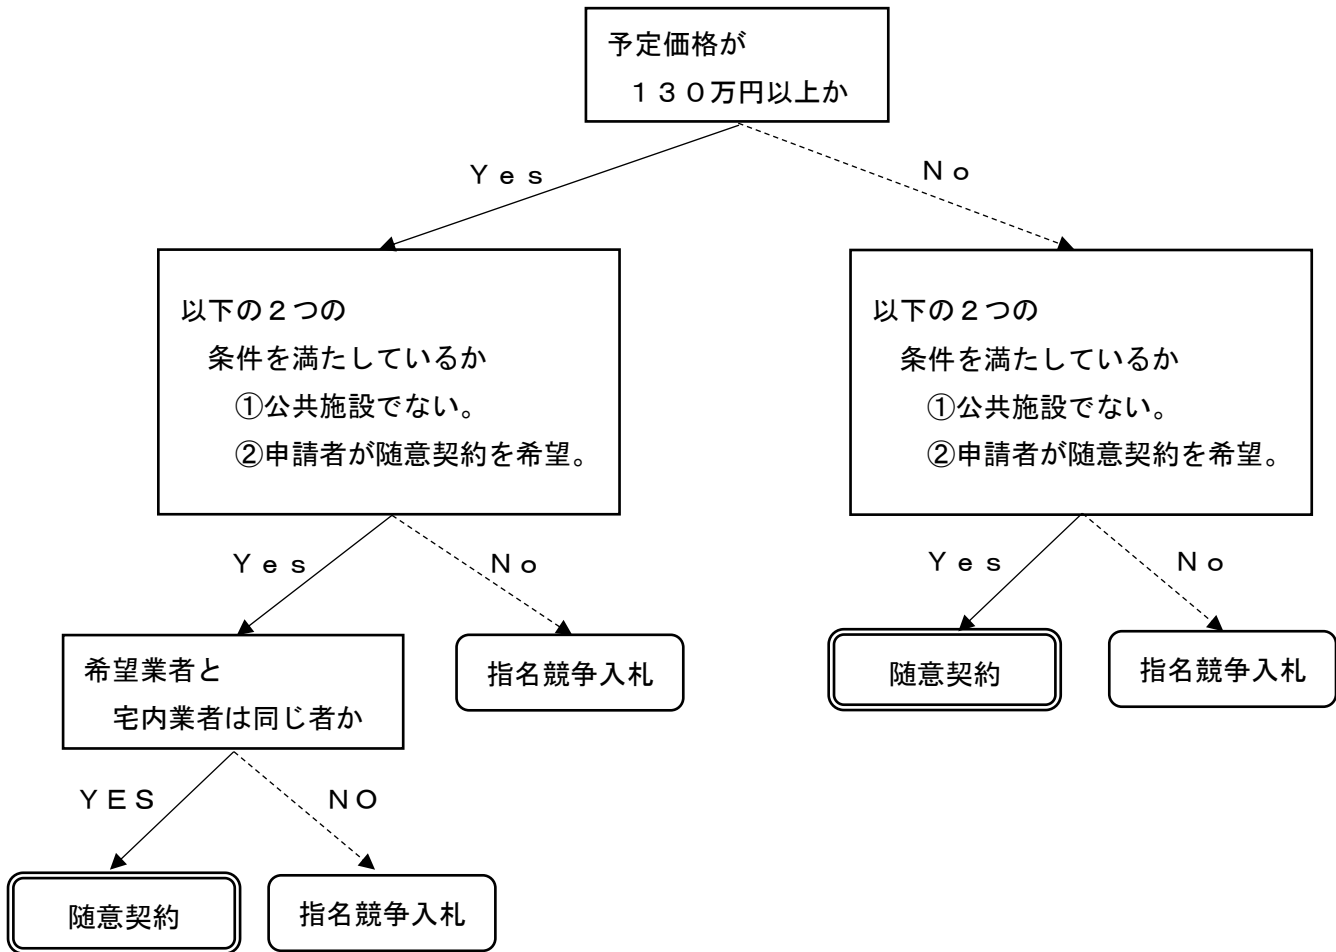 予定価格が
１３０万円以上か
Ｙｅｓ
Ｎｏ
以下の２つの
条件を満たしているか
①公共施設でない。
②申請者が随意契約を希望。
以下の２つの
条件を満たしているか
①公共施設でない。
②申請者が随意契約を希望。
Ｙｅｓ
Ｎｏ
Ｙｅｓ
Ｎｏ
希望業者と
宅内業者は同じ者か
指名競争入札
随意契約
指名競争入札
ＹＥＳ
ＮＯ
随意契約
指名競争入札